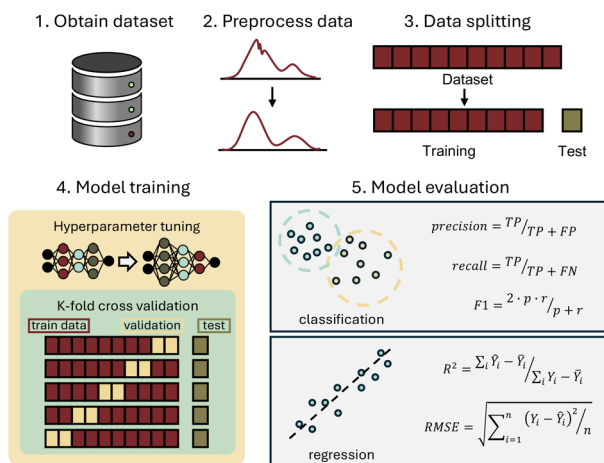 1. Obtain dataset
2. Preprocess data
3. Data splitting
Dataset
Training
Test
4. Model training
Hyperparameter tuning
K-fold cross validation
train data
validation
test
5. Model evaluation
precision = TP/TP + FP
recall = TP/TP + FN
F1 = 2 · p · r/p + r
classification
R² = ∑ᵢ Ŷᵢ − Ȳᵢ/∑ᵢ Yᵢ − Ȳᵢ
RMSE = √∑ᵢ₌₁ⁿ (Yᵢ − Ŷᵢ)²/n
regression